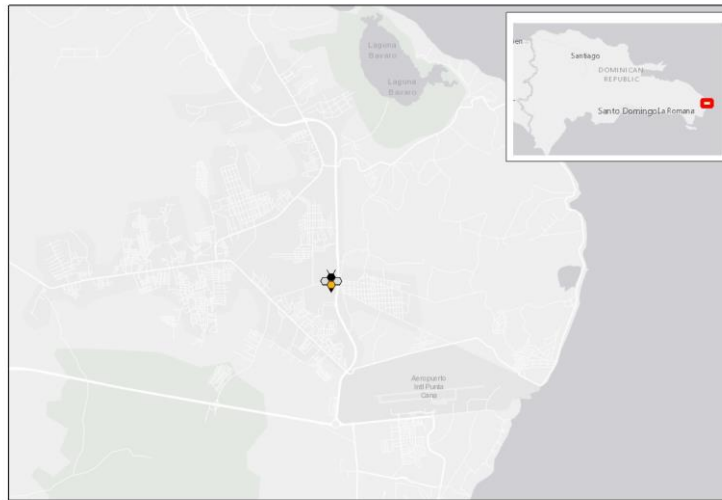 Laguna
Bavaro
Laguna
Bavaro
Santiago
DOMINICAN
REPUBLIC
Santo Domingo La Romana
Aeropuerto
Intl Punta
Cana